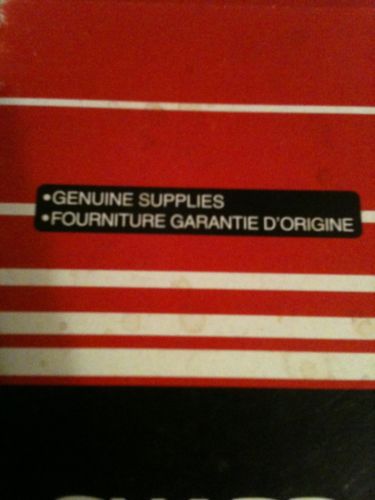 •GENUINE SUPPLIES
•FOURNITURE GARANTIE D'ORIGINE